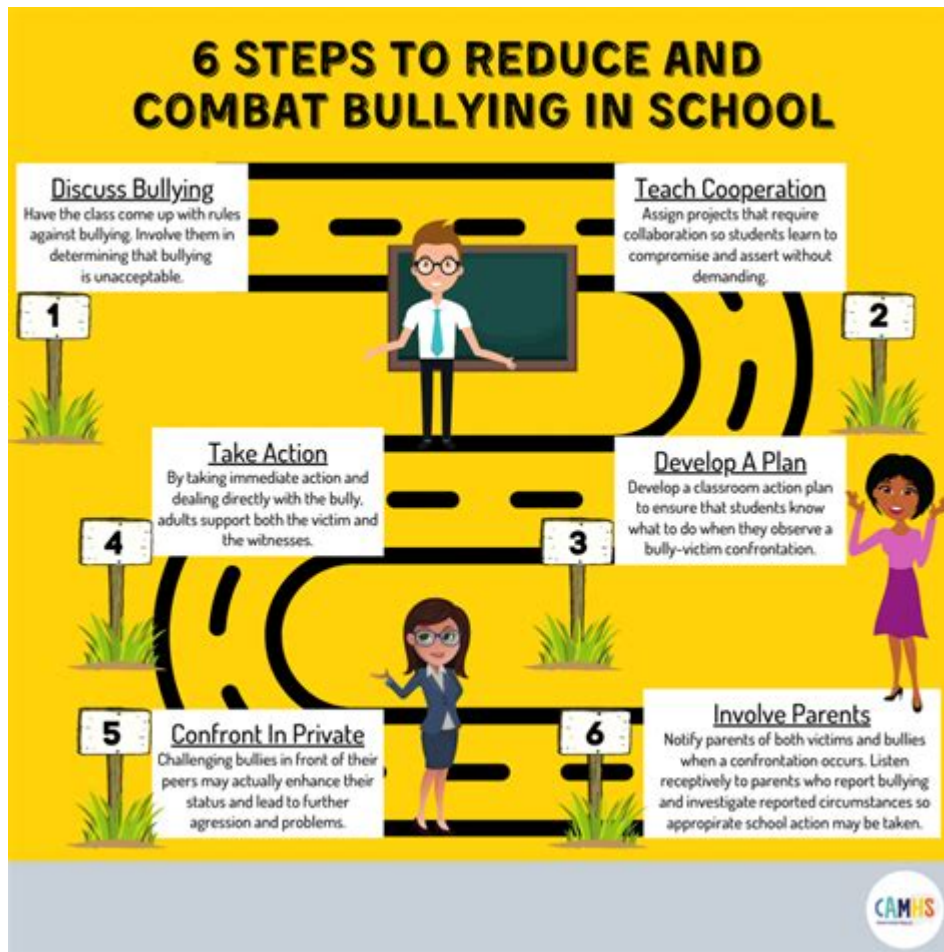 6 STEPS TO REDUCE AND
COMBAT BULLYING IN SCHOOL
Discuss Bullying
Have the class come up with rules
against bullying. Involve them in
determining that bullying
is unacceptable.
1
Teach Cooperation
Assign projects that require
collaboration so students learn to
compromise and assert without
demanding.
2
Develop A Plan
Develop a classroom action plan
to ensure that students know
what to do when they observe a
bully-victim confrontation.
3
Take Action
By taking immediate action and
dealing directly with the bully,
adults support both the victim and
the witnesses.
4
5
Confront In Private
Challenging bullies in front of their
peers may actually enhance their
status and lead to further
agression and problems.
6
Involve Parents
Notify parents of both victims and bullies
when a confrontation occurs. Listen
receptively to parents who report bullying
and investigate reported circumstances so
appropirate school action may be taken.
CAMHS